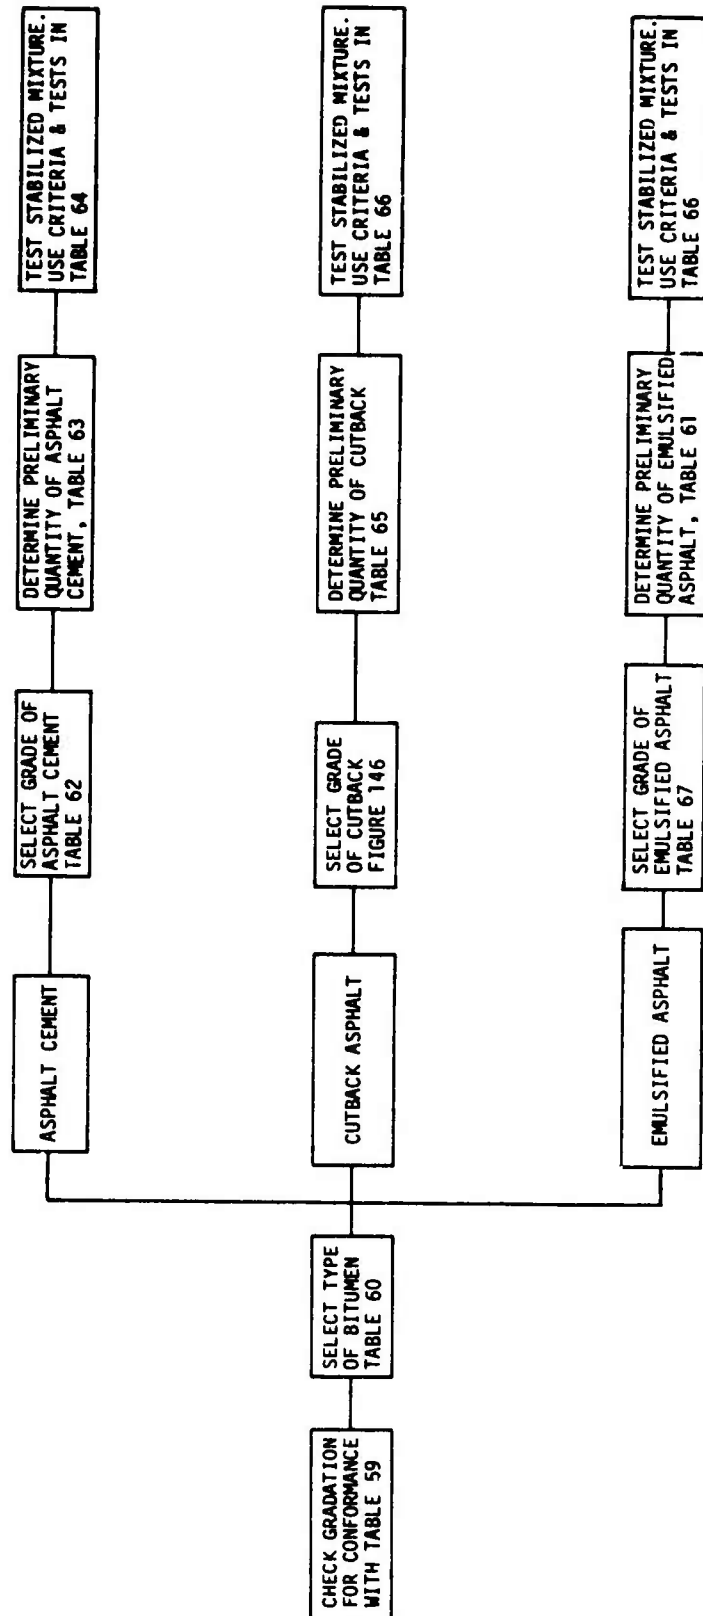 CHECK GRADATION
FOR CONFORMANCE
WITH TABLE 59
SELECT TYPE
OF BITUMEN
TABLE 60
ASPHALT CEMENT
SELECT GRADE OF
ASPHALT CEMENT
TABLE 62
DETERMINE PRELIMINARY
QUANTITY OF ASPHALT
CEMENT, TABLE 63
TEST STABILIZED MIXTURE.
USE CRITERIA & TESTS IN
TABLE 64
CUTBACK ASPHALT
SELECT GRADE
OF CUTBACK
FIGURE 146
DETERMINE PRELIMINARY
QUANTITY OF CUTBACK
TABLE 65
TEST STABILIZED MIXTURE.
USE CRITERIA & TESTS IN
TABLE 66
EMULSIFIED ASPHALT
SELECT GRADE OF
EMULSIFIED ASPHALT
TABLE 67
DETERMINE PRELIMINARY
QUANTITY OF EMULSIFIED
ASPHALT, TABLE 61
TEST STABILIZED MIXTURE.
USE CRITERIA & TESTS IN
TABLE 66